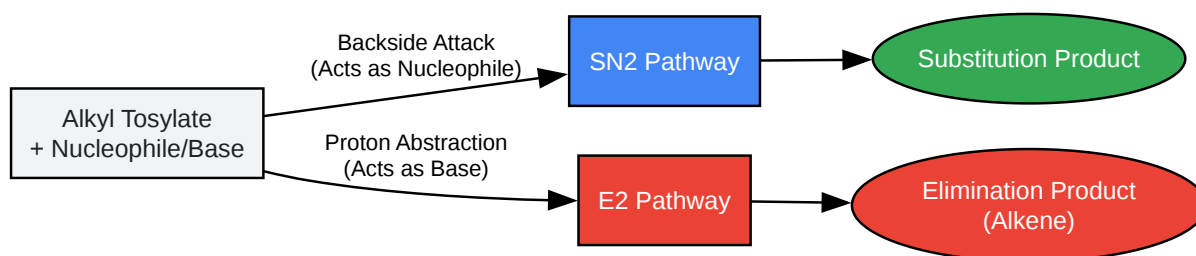 Alkyl Tosylate
+ Nucleophile/Base
Backside Attack
(Acts as Nucleophile)
SN2 Pathway
Substitution Product
Proton Abstraction
(Acts as Base)
E2 Pathway
Elimination Product
(Alkene)